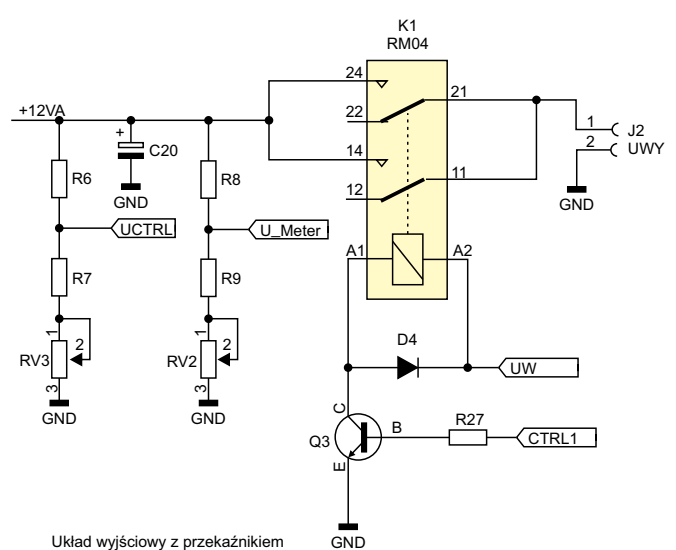 K1
RM04
24
21
+12VA
22
1
J2
+
C20
14
2
UWY
R6
R8
11
GND
12
GND
UCTRL
U_Meter
A1
A2
R7
R9
1
2
RV3
3
GND
1
2
RV2
3
GND
D4
UW
C
Q3
B
R27
CTRL1
E
GND
Układ wyjściowy z przekaźnikiem